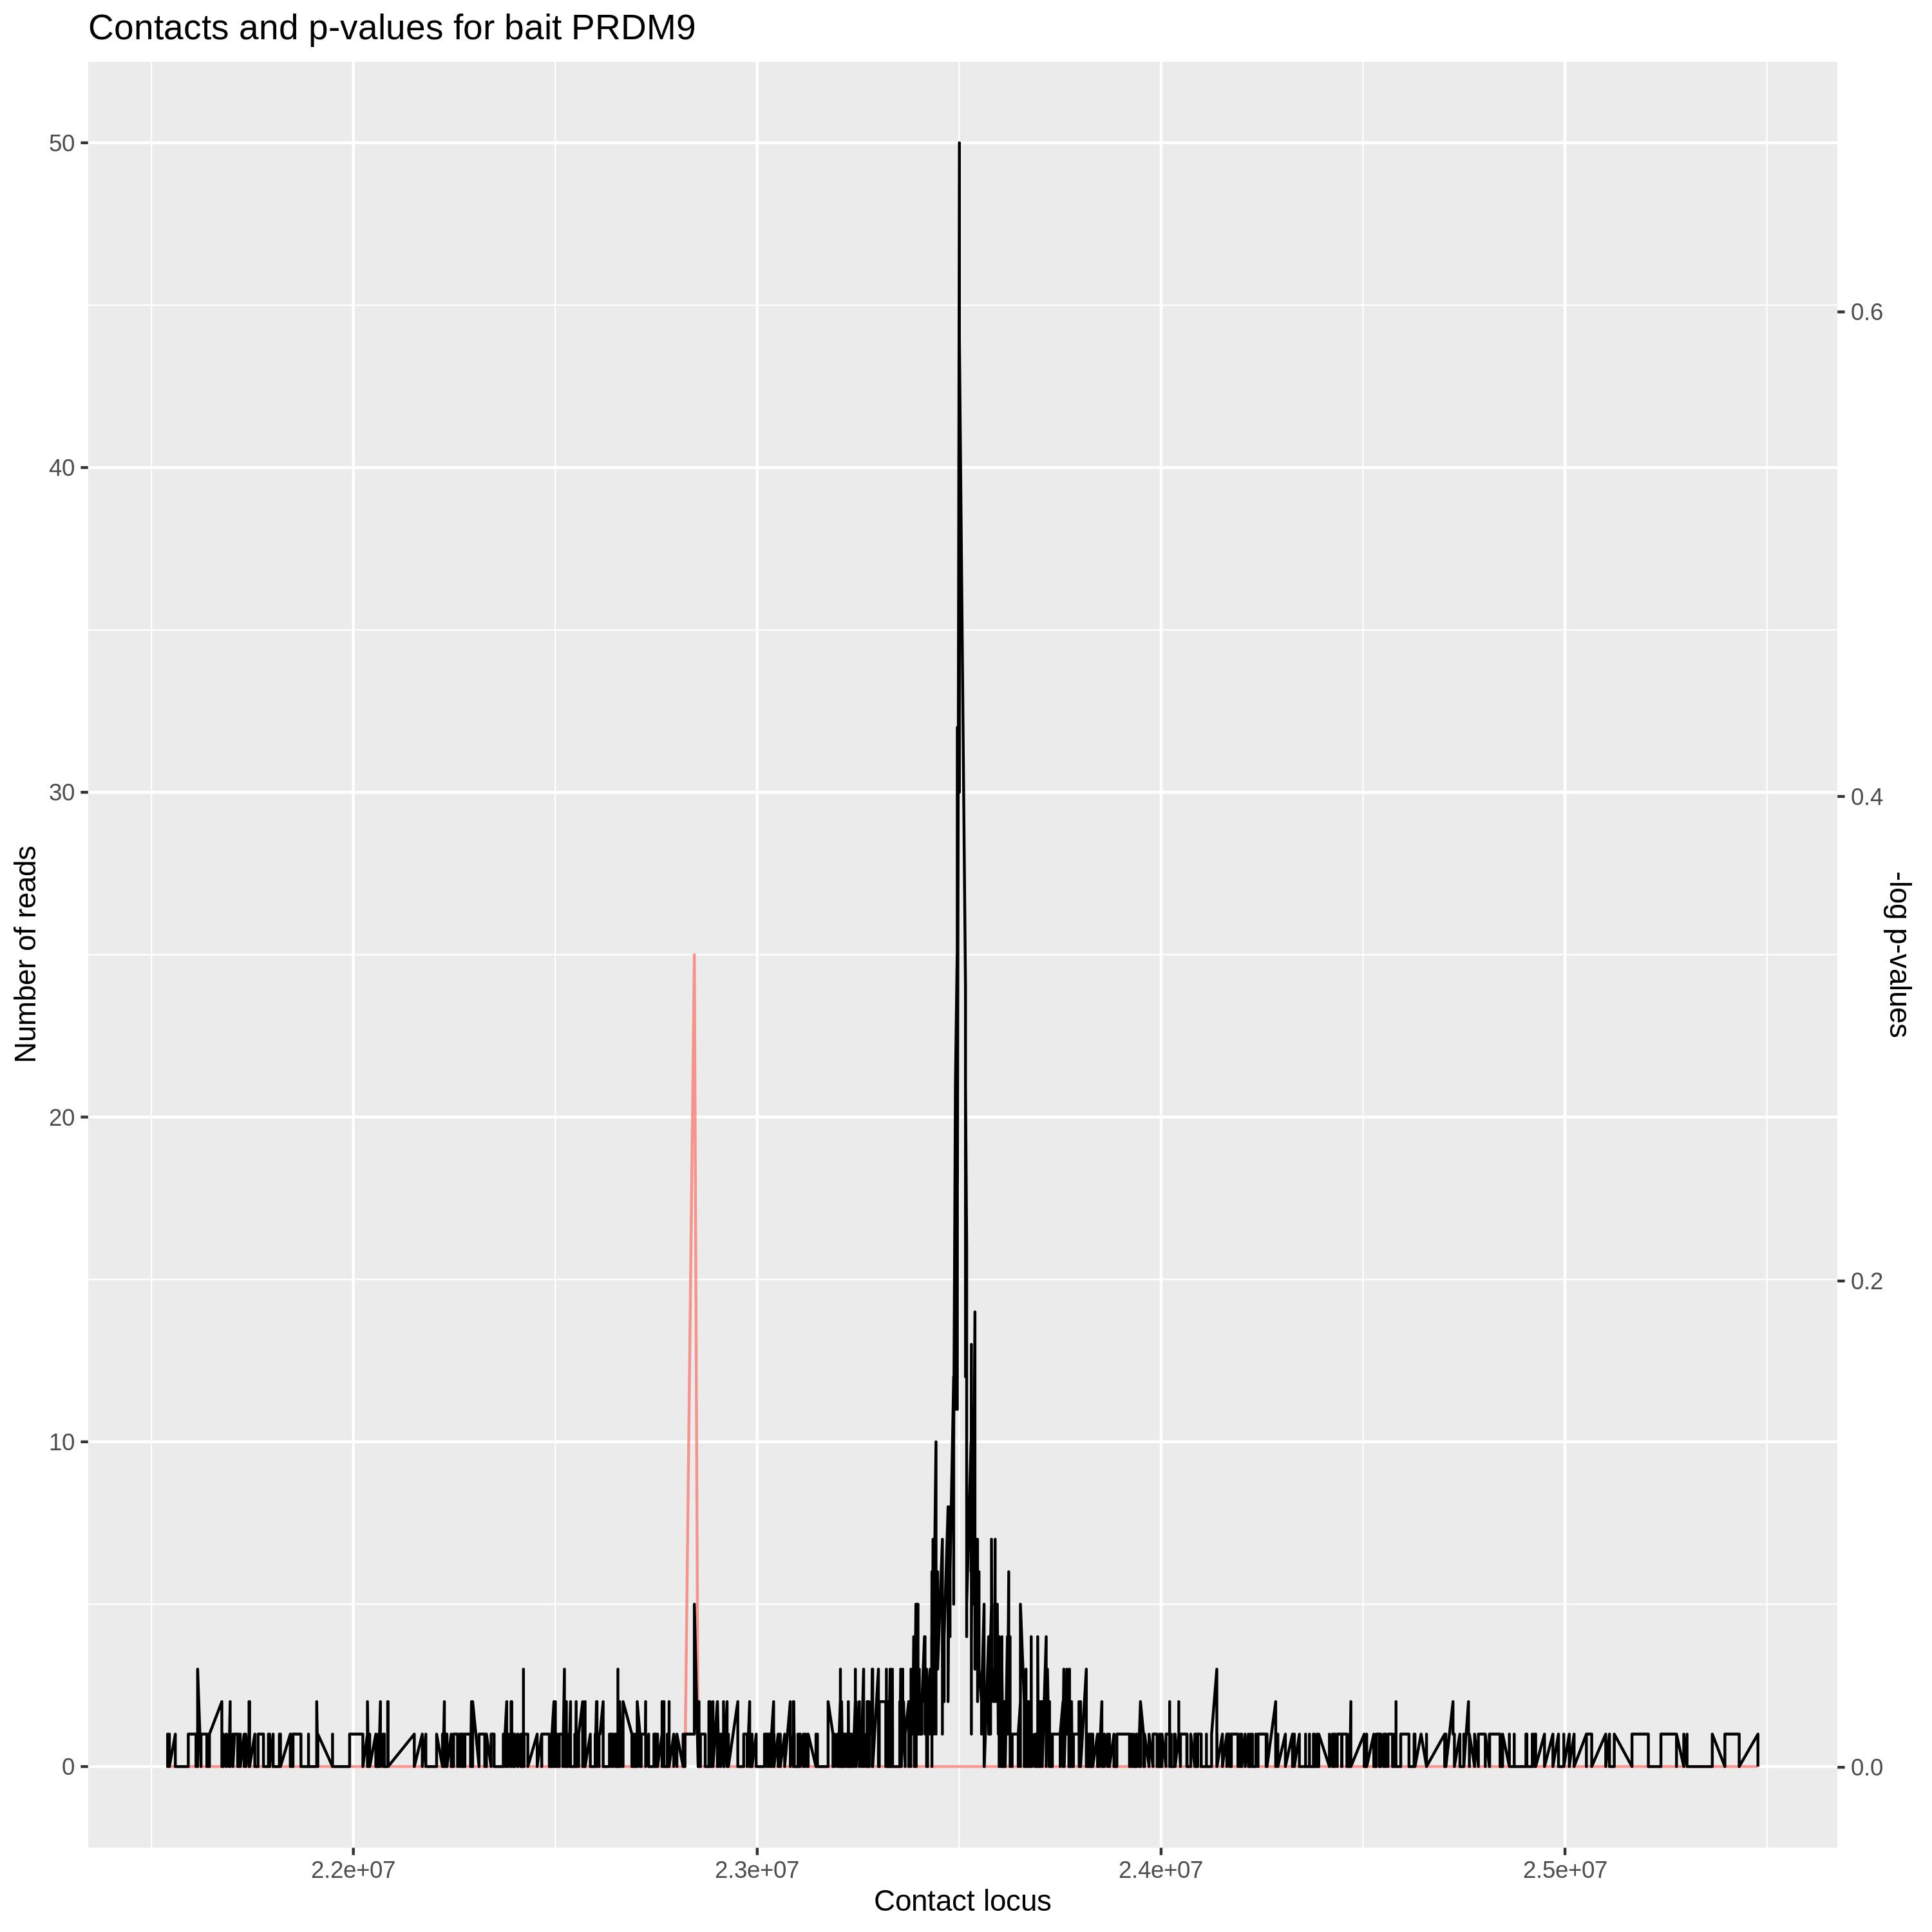 Contacts and p-values for bait PRDM9
50
40
30
20
10
0
Number of reads
0.6
0.4
0.2
0.0
-log p-values
2.2e+07
2.3e+07
2.4e+07
2.5e+07
Contact locus